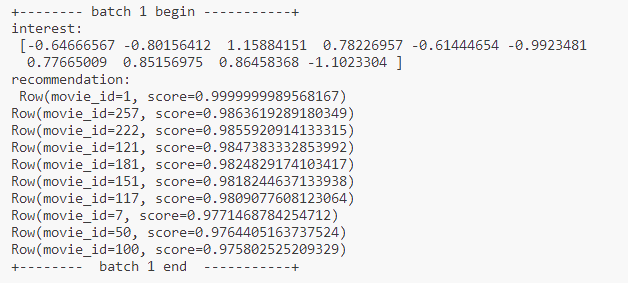 +-------- batch 1 begin -----------+
interest:
 [-0.64666567 -0.80156412  1.15884151  0.78226957 -0.61444654 -0.9923481
  0.77665009  0.85156975  0.86458368 -1.1023304 ]
recommendation:
 Row(movie_id=1, score=0.9999999989568167)
Row(movie_id=257, score=0.9863619289180349)
Row(movie_id=222, score=0.9855920914133315)
Row(movie_id=121, score=0.9847383332853992)
Row(movie_id=181, score=0.9824829174103417)
Row(movie_id=151, score=0.9818244637133938)
Row(movie_id=117, score=0.9809077608123064)
Row(movie_id=7, score=0.9771468784254712)
Row(movie_id=50, score=0.9764405163737524)
Row(movie_id=100, score=0.975802525209329)
+--------  batch 1 end  -----------+